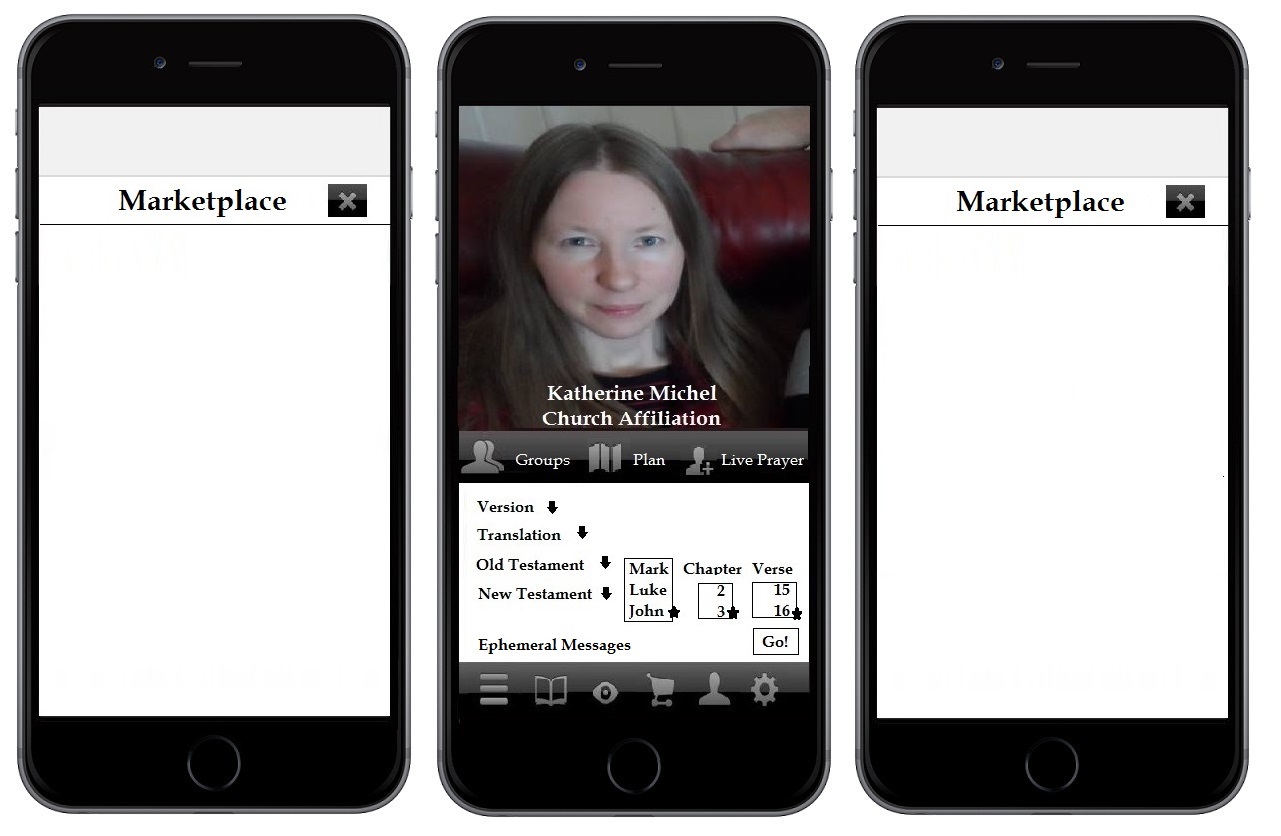 Marketplace
Katherine Michel
Church Affiliation
Groups Plan Live Prayer
Version
Translation
Old Testament
New Testament
Mark
Luke
John
Chapter
2
3
Verse
15
16
Ephemeral Messages
Go!
Marketplace